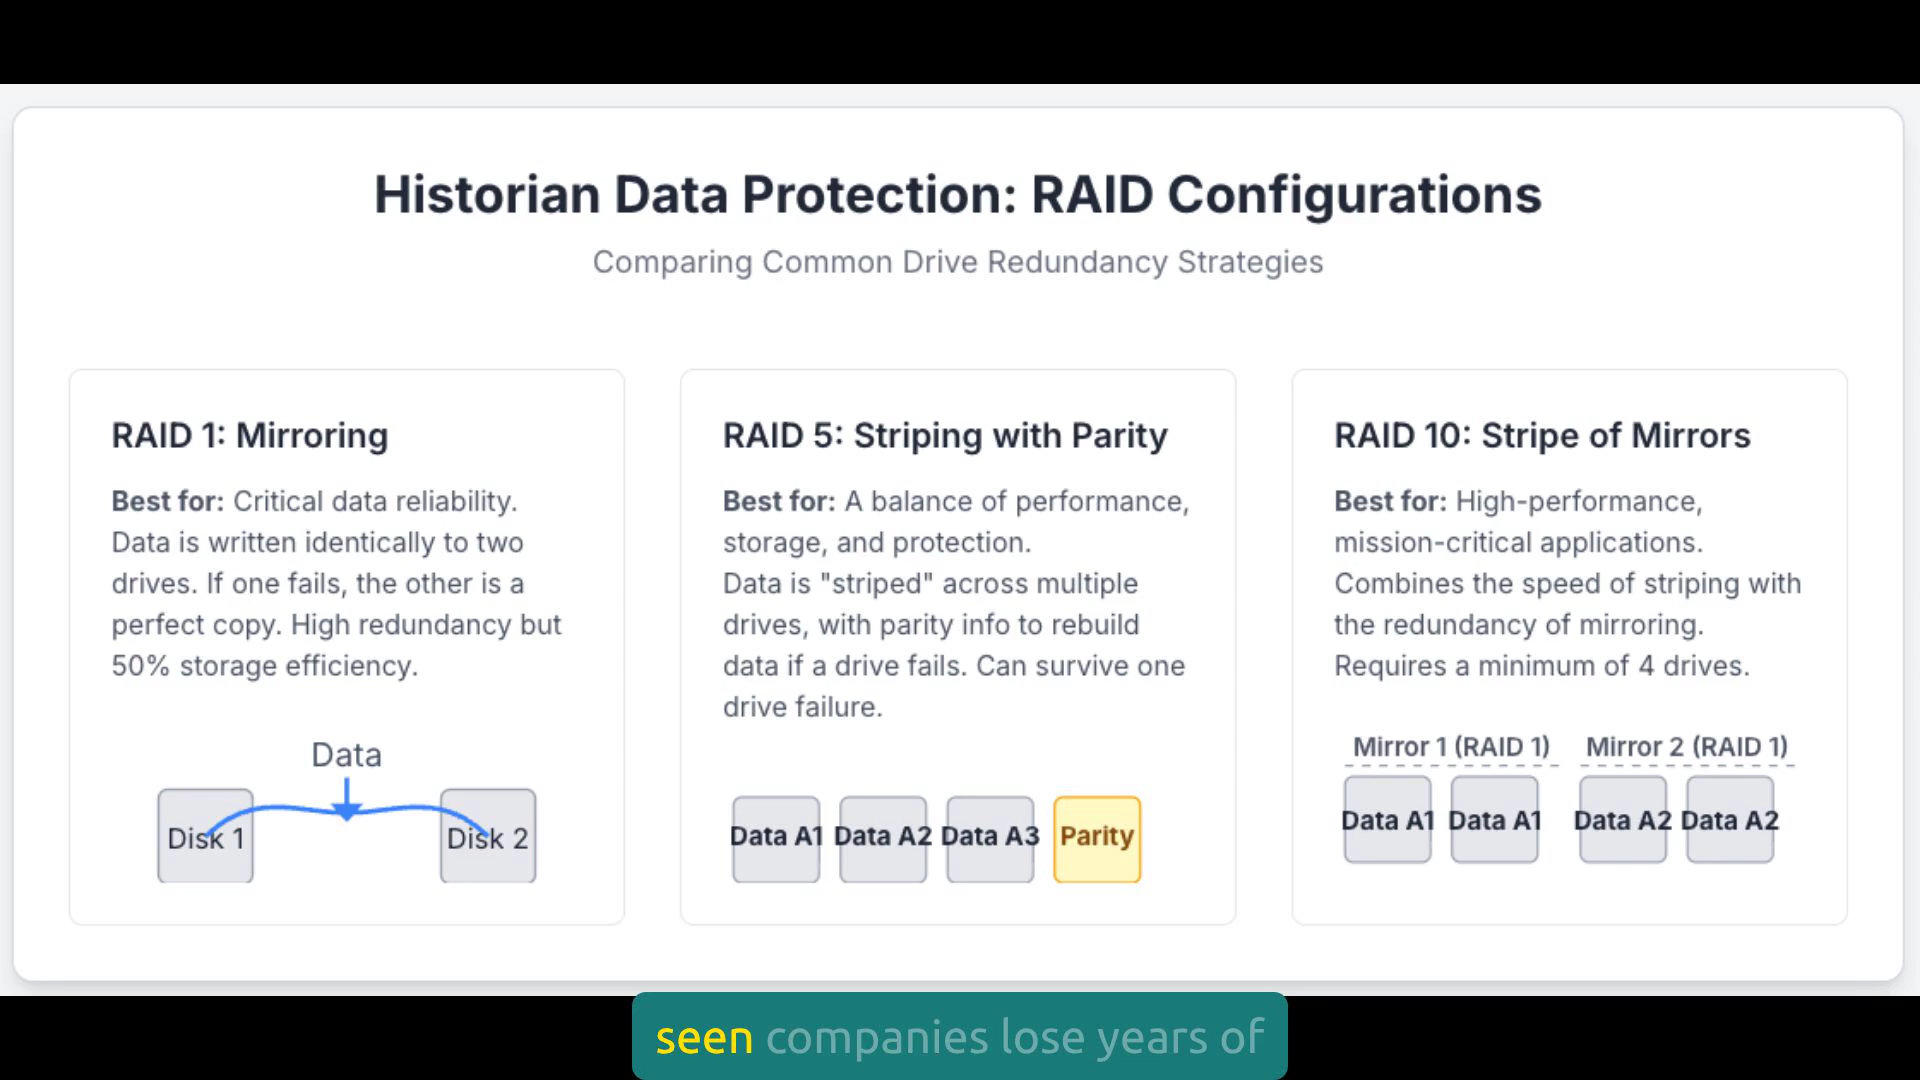 Historian Data Protection: RAID Configurations
Comparing Common Drive Redundancy Strategies
RAID 1: Mirroring
Best for: Critical data reliability.
Data is written identically to two
drives. If one fails, the other is a
perfect copy. High redundancy but
50% storage efficiency.
Data
Disk 1
Disk 2
RAID 5: Striping with Parity
Best for: A balance of performance,
storage, and protection.
Data is "striped" across multiple
drives, with parity info to rebuild
data if a drive fails. Can survive one
drive failure.
Data A1 Data A2 Data A3 Parity
RAID 10: Stripe of Mirrors
Best for: High-performance,
mission-critical applications.
Combines the speed of striping with
the redundancy of mirroring.
Requires a minimum of 4 drives.
Mirror 1 (RAID 1) Mirror 2 (RAID 1)
Data A1 Data A1 Data A2 Data A2
seen companies lose years of